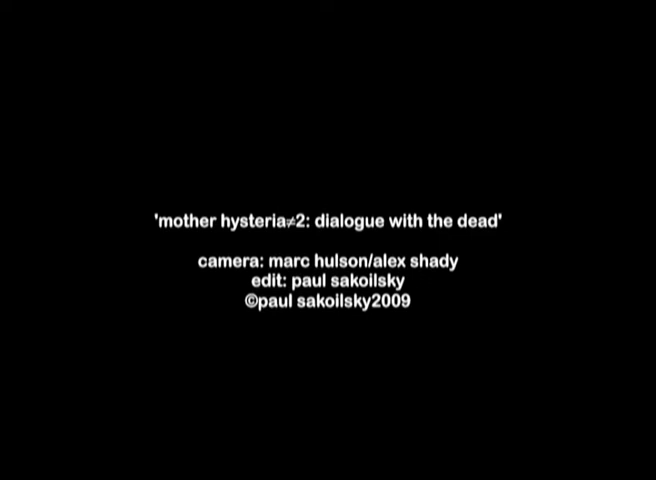 'mother hysteria≠2: dialogue with the dead'
camera: marc hulson/alex shady
edit: paul sakoilsky
©paul sakoilsky2009